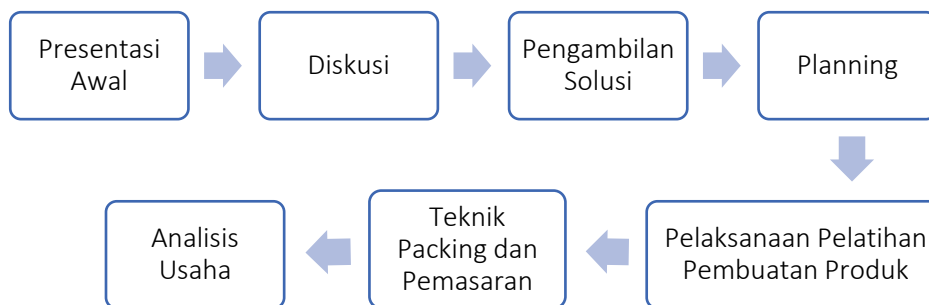 Presentasi
Awal
Diskusi
Pengambilan
Solusi
Planning
Pelaksanaan Pelatihan
Pembuatan Produk
Teknik
Packing dan
Pemasaran
Analisis
Usaha